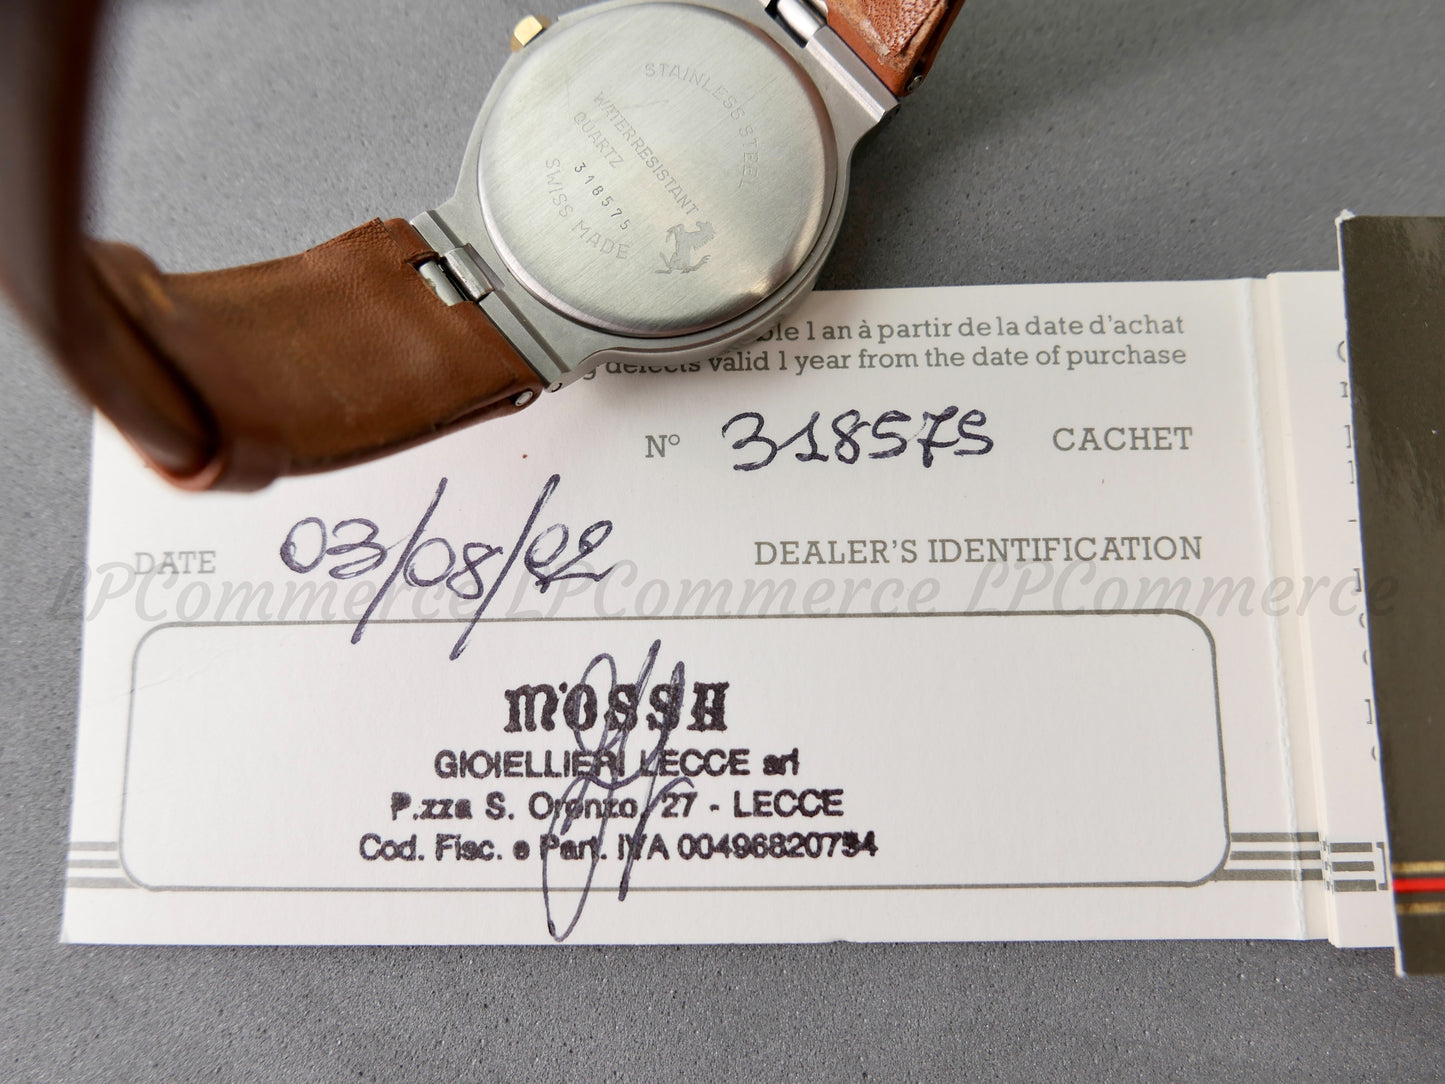 STAINLESS STEEL
WATERRESISTANT
QUARTZ
318575
SWISS MADE
ble 1 an à partir de la date d'achat
defects valid 1 year from the date of purchase
N° 318575 CACHET
DATE 03/08/92 DEALER'S IDENTIFICATION
LPCommerce LPCommerce LPCommerce
MOSSA
GIOIELLIERI LECCE srl
P.zza S. Oronzo, 27 - LECCE
Cod. Fisc. e Part. IVA 00496820754